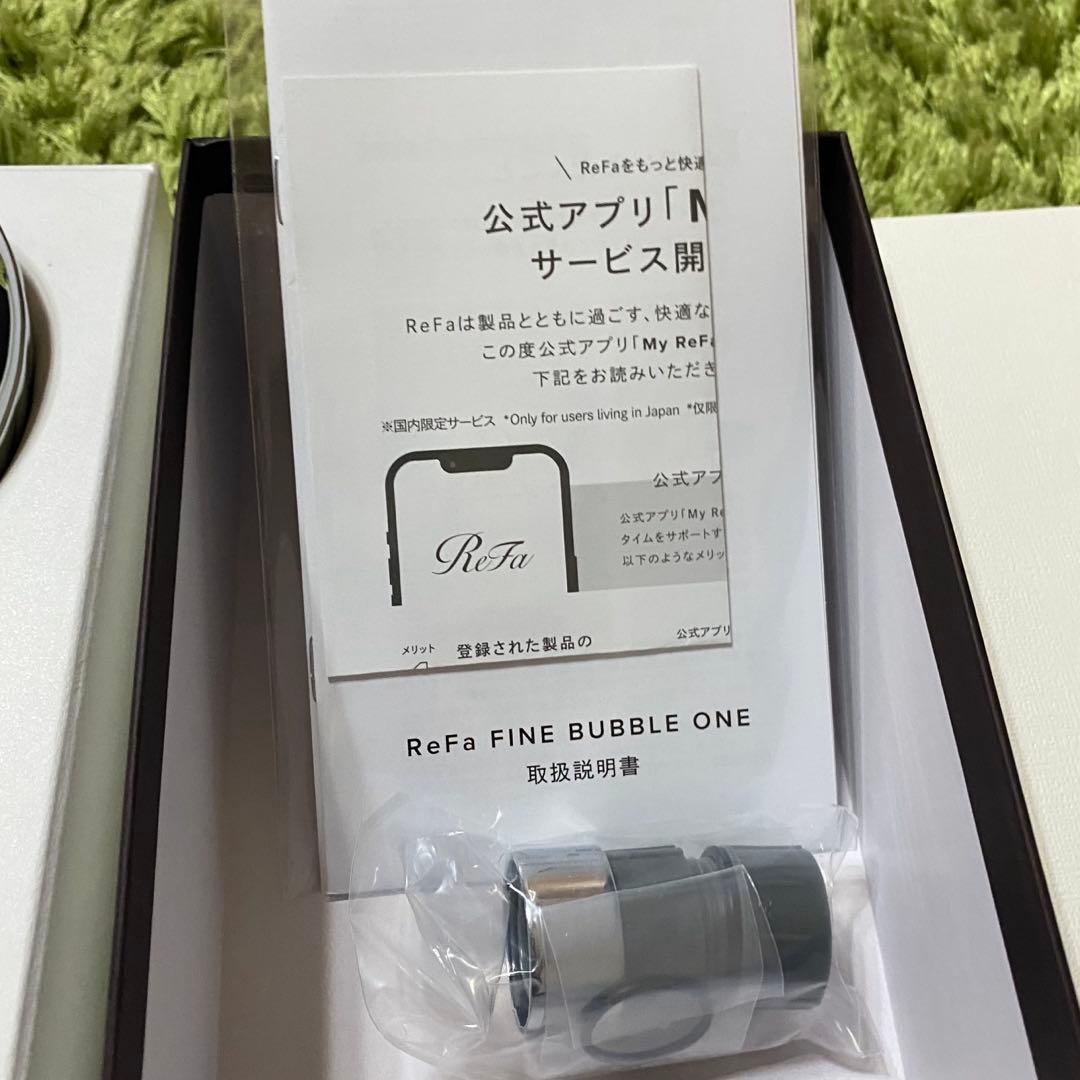 ReFaをもっと快適
公式アプリ「M
サービス開
ReFaは製品とともに過ごす、快適な
この度公式アプリ「My ReFa
下記をお読みいただき
※国内限定サービス *Only for users living in Japan *仅限
公式アプ
公式アプリ「My Re
タイムをサポートす
以下のようなメリッ
ReFa
公式アプリ
メリット 登録された製品の
ReFa FINE BUBBLE ONE
取扱説明書